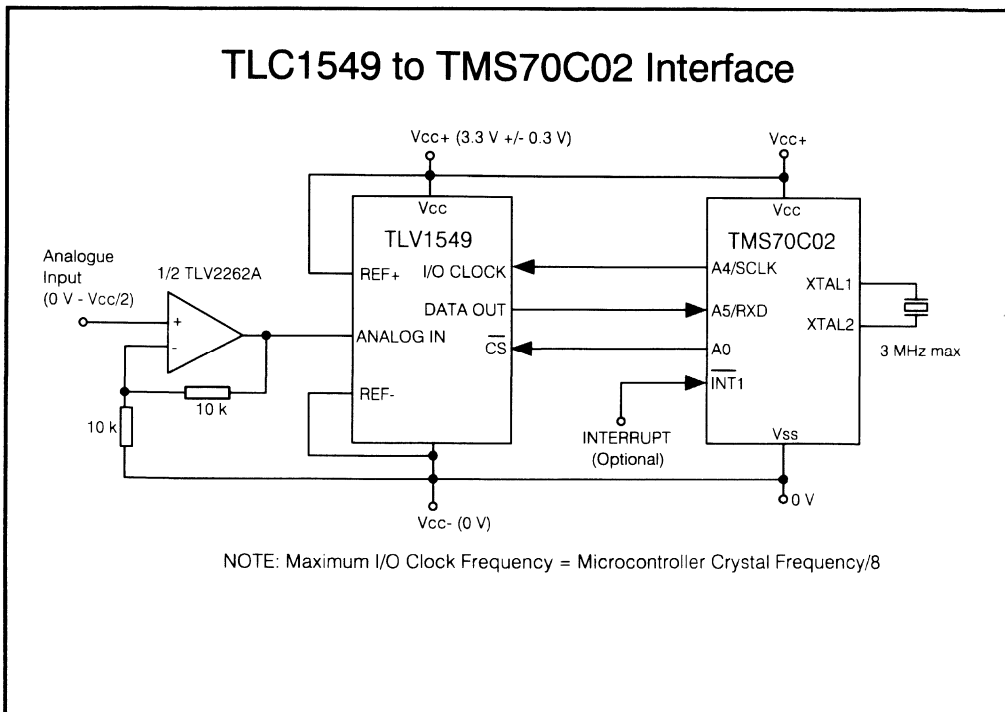 TLC1549 to TMS70C02 Interface
Vcc+ (3.3 V +/- 0.3 V)
Vcc+
Vcc
Vcc
TLV1549
TMS70C02
Analogue
Input
(0 V - Vcc/2)
1/2 TLV2262A
+
-
10 k
10 k
REF+
I/O CLOCK
DATA OUT
ANALOG IN
CS
REF-
A4/SCLK
A5/RXD
A0
INT1
XTAL1
XTAL2
3 MHz max
INTERRUPT
(Optional)
Vss
0 V
Vcc- (0 V)
NOTE: Maximum I/O Clock Frequency = Microcontroller Crystal Frequency/8